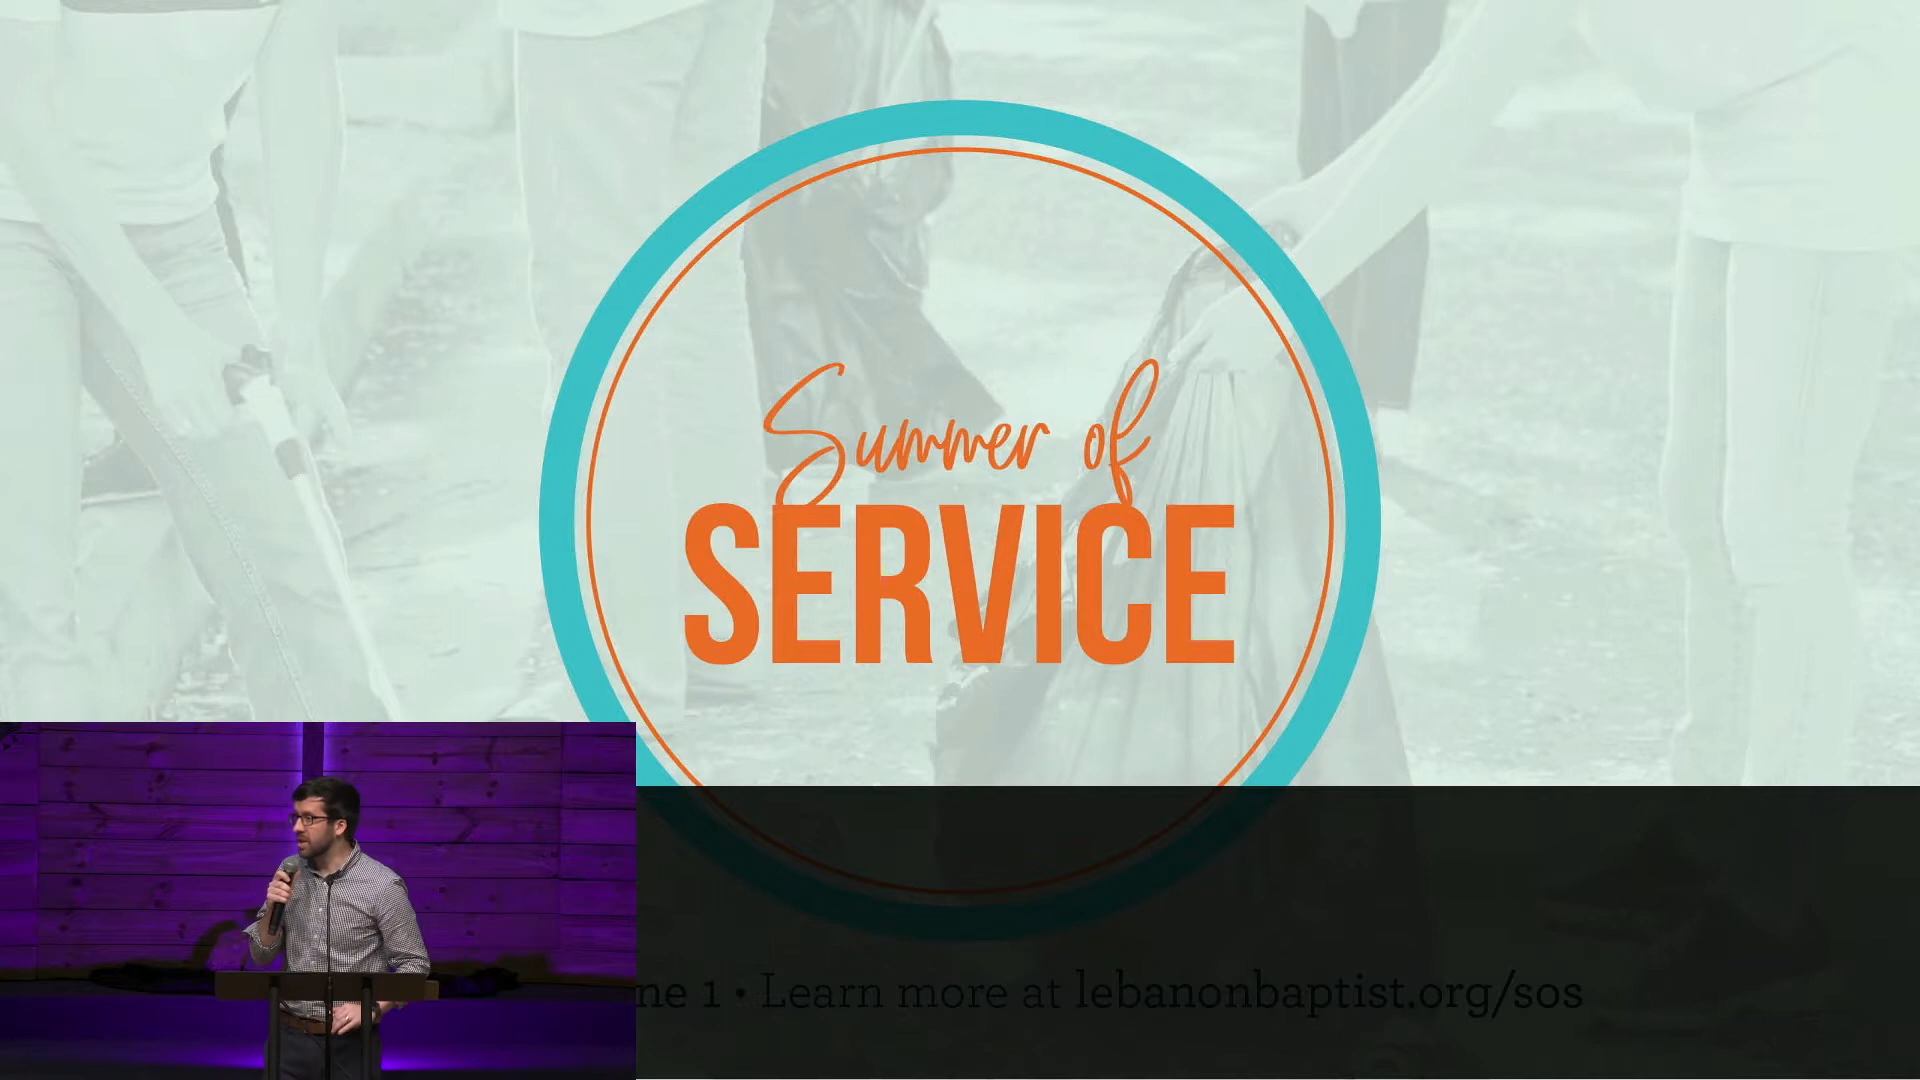 Summer of
SERVICE
ne 1 • Learn more at lebanonbaptist.org/sos